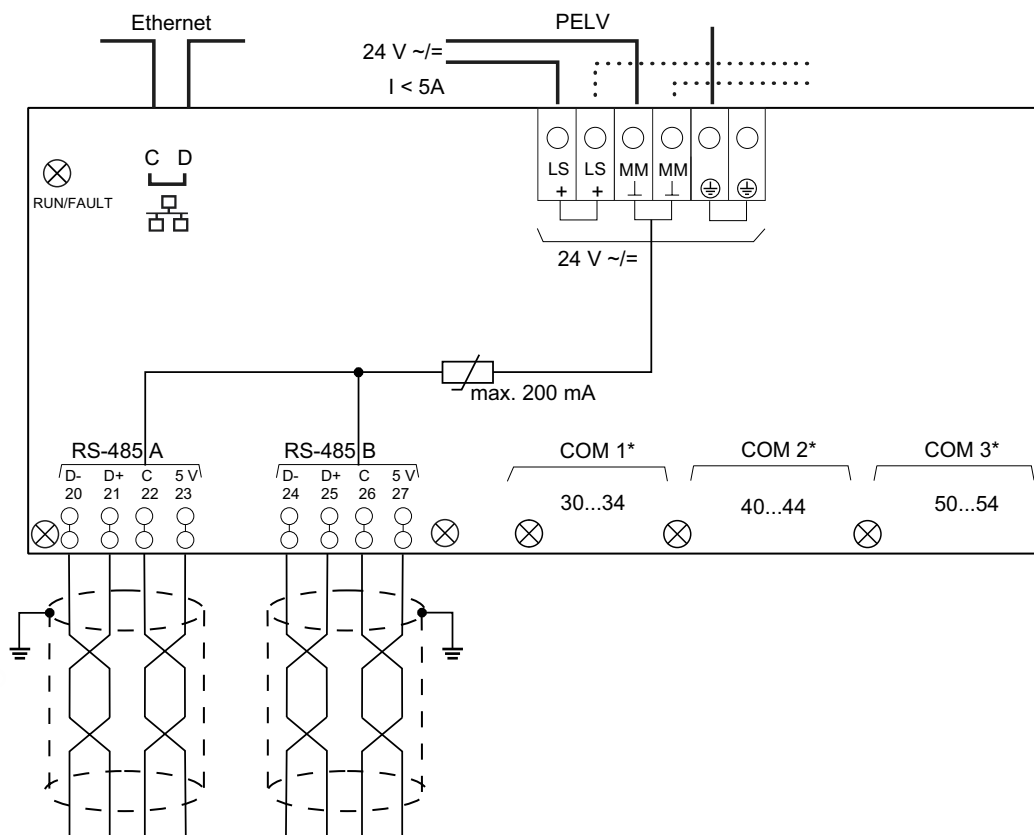 Ethernet
PELV
24 V ~/=
I < 5A
C D
RUN/FAULT
LS LS MM MM
+ + ⊥ ⊥
24 V ~/=
max. 200 mA
RS-485 A
D- D+ C 5 V
20 21 22 23
RS-485 B
D- D+ C 5 V
24 25 26 27
COM 1*
30...34
COM 2*
40...44
COM 3*
50...54